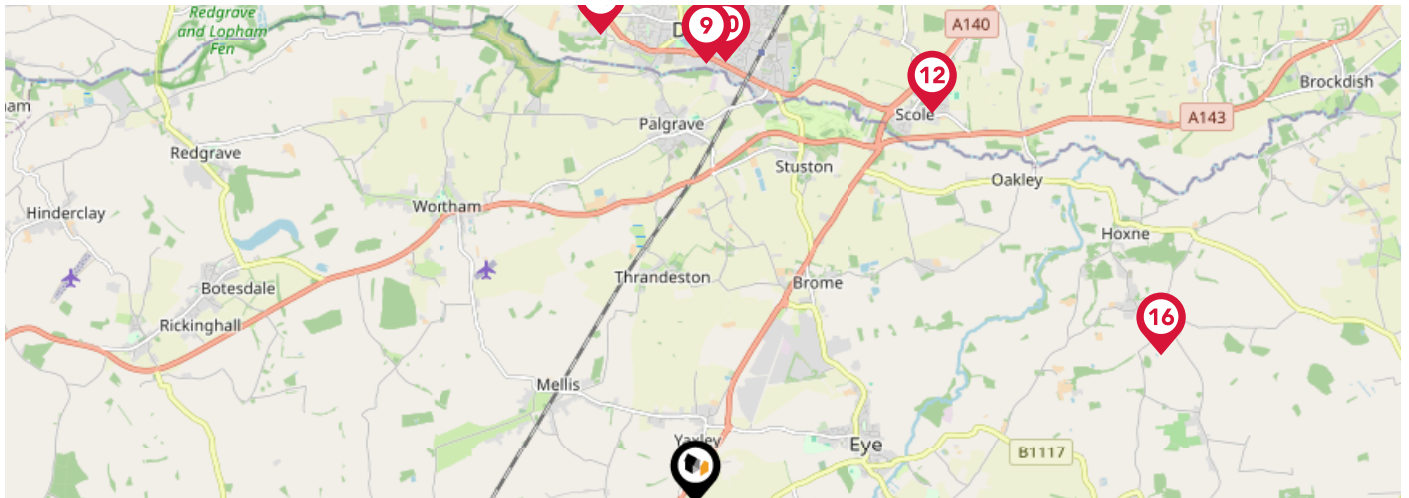 Redgrave
and Lopham
Fen
D
9
A140
12
Brockdish
Scole
A143
Palgrave
Redgrave
Stuston
Oakley
Wortham
Hinderclay
Hoxne
Thrandeston
Brome
Botesdale
16
Rickinghall
Mellis
Yaxley
Eye
B1117